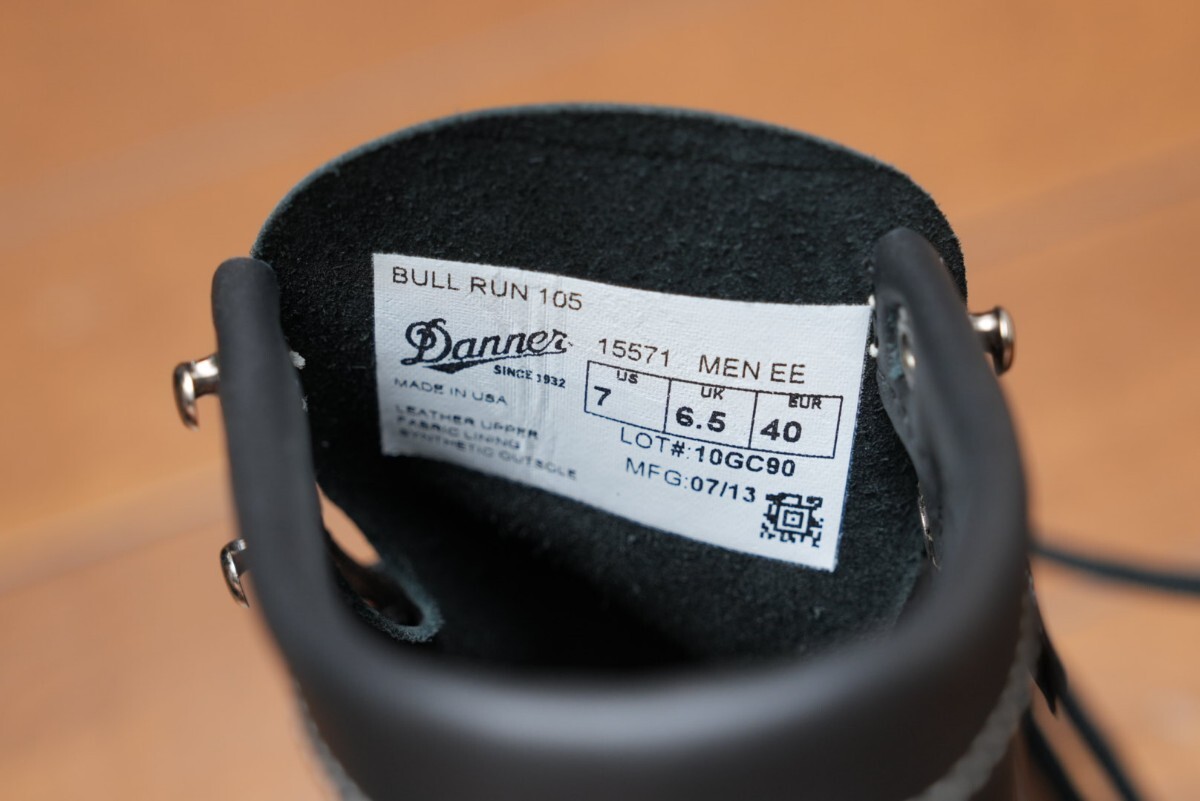 BULL RUN 105
Danner
SINCE 1932
MADE IN USA
LEATHER UPPER
FABRIC LINING
SYNTHETIC OUTSOLE
15571 MEN EE
US UK EUR
7 6.5 40
LOT#:10GC90
MFG:07/13